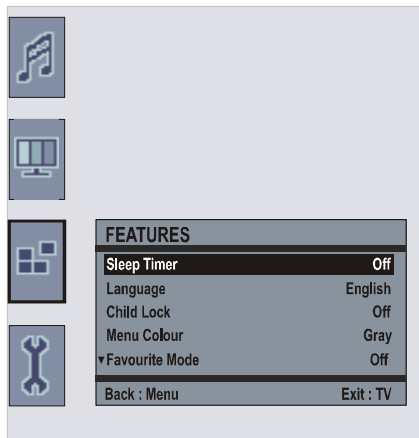 FEATURES
Sleep Timer Off
Language English
Child Lock Off
Menu Colour Gray
▼Favourite Mode Off
Back : Menu Exit : TV